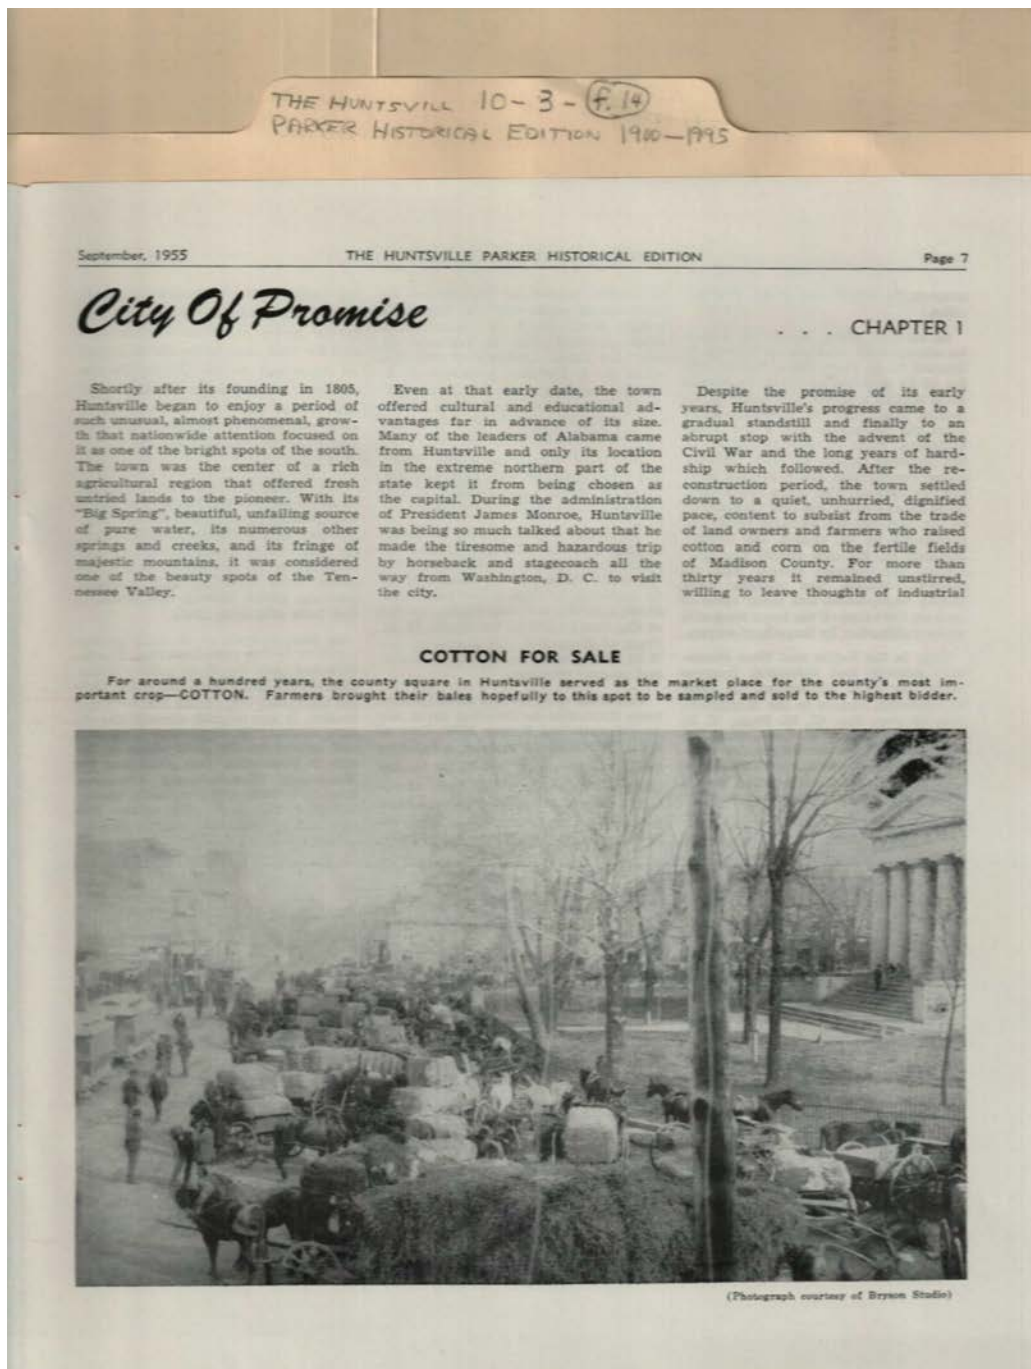 THE HUNTSVILL 10-3-f.14
PARKER HISTORICAL EDITION 1900-1995
September, 1955 THE HUNTSVILLE PARKER HISTORICAL EDITION Page 7
City Of Promise
. . . CHAPTER 1
Shortly after its founding in 1805,
Huntsville began to enjoy a period of
such unusual, almost phenomenal, grow-
th that nationwide attention focused on
it as one of the bright spots of the south.
The town was the center of a rich
agricultural region that offered fresh
untried lands to the pioneer. With its
"Big Spring", beautiful, unfailing source
of pure water, its numerous other
springs and creeks, and its fringe of
majestic mountains, it was considered
one of the beauty spots of the Ten-
nessee Valley.
Even at that early date, the town
offered cultural and educational ad-
vantages far in advance of its size.
Many of the leaders of Alabama came
from Huntsville and only its location
in the extreme northern part of the
state kept it from being chosen as
the capital. During the administration
of President James Monroe, Huntsville
was being so much talked about that he
made the tiresome and hazardous trip
by horseback and stagecoach all the
way from Washington, D. C. to visit
the city.
Despite the promise of its early
years, Huntsville's progress came to a
gradual standstill and finally to an
abrupt stop with the advent of the
Civil War and the long years of hard-
ship which followed. After the re-
construction period, the town settled
down to a quiet, unhurried, dignified
pace, content to subsist from the trade
of land owners and farmers who raised
cotton and corn on the fertile fields
of Madison County. For more than
thirty years it remained unstirred,
willing to leave thoughts of industrial
COTTON FOR SALE
For around a hundred years, the county square in Huntsville served as the market place for the county's most im-
portant crop—COTTON. Farmers brought their bales hopefully to this spot to be sampled and sold to the highest bidder.
(Photograph courtesy of Bryson Studio)